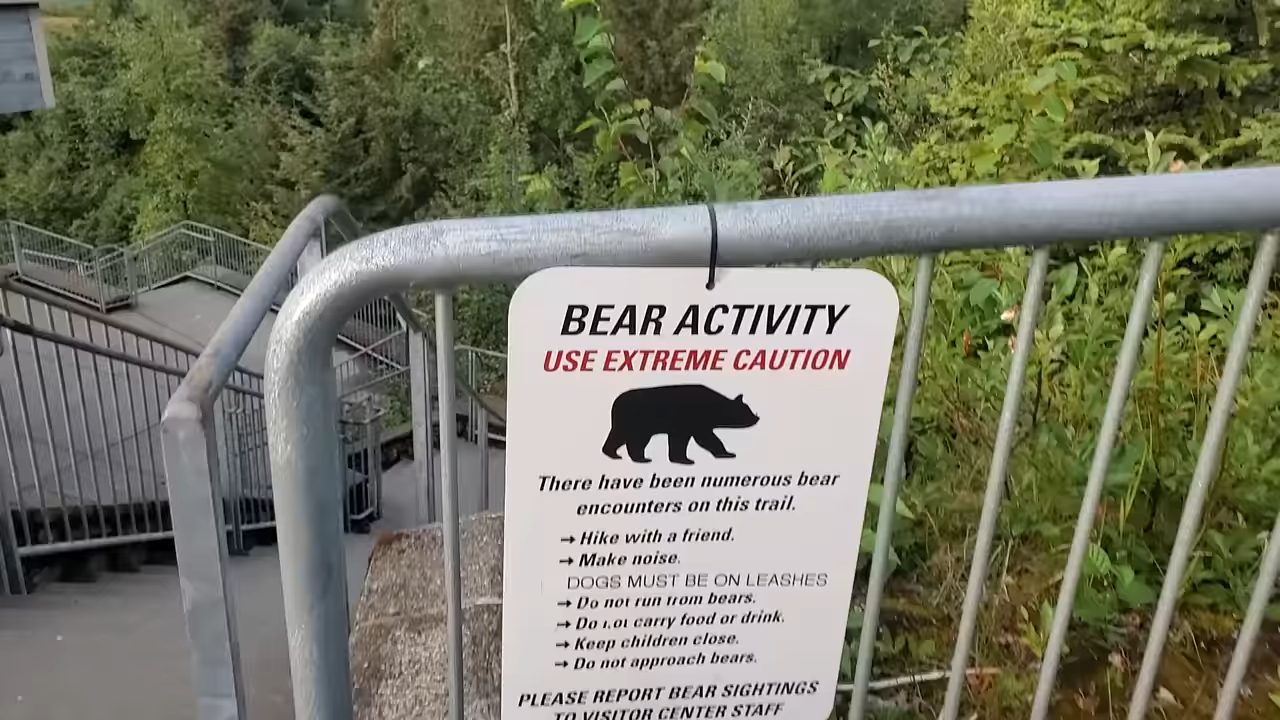 BEAR ACTIVITY
USE EXTREME CAUTION
There have been numerous bear
encounters on this trail.
→ Hike with a friend.
→ Make noise.
DOGS MUST BE ON LEASHES
→ Do not run from bears.
→ Do not carry food or drink.
→ Keep children close.
→ Do not approach bears.
PLEASE REPORT BEAR SIGHTINGS
TO VISITOR CENTER STAFF